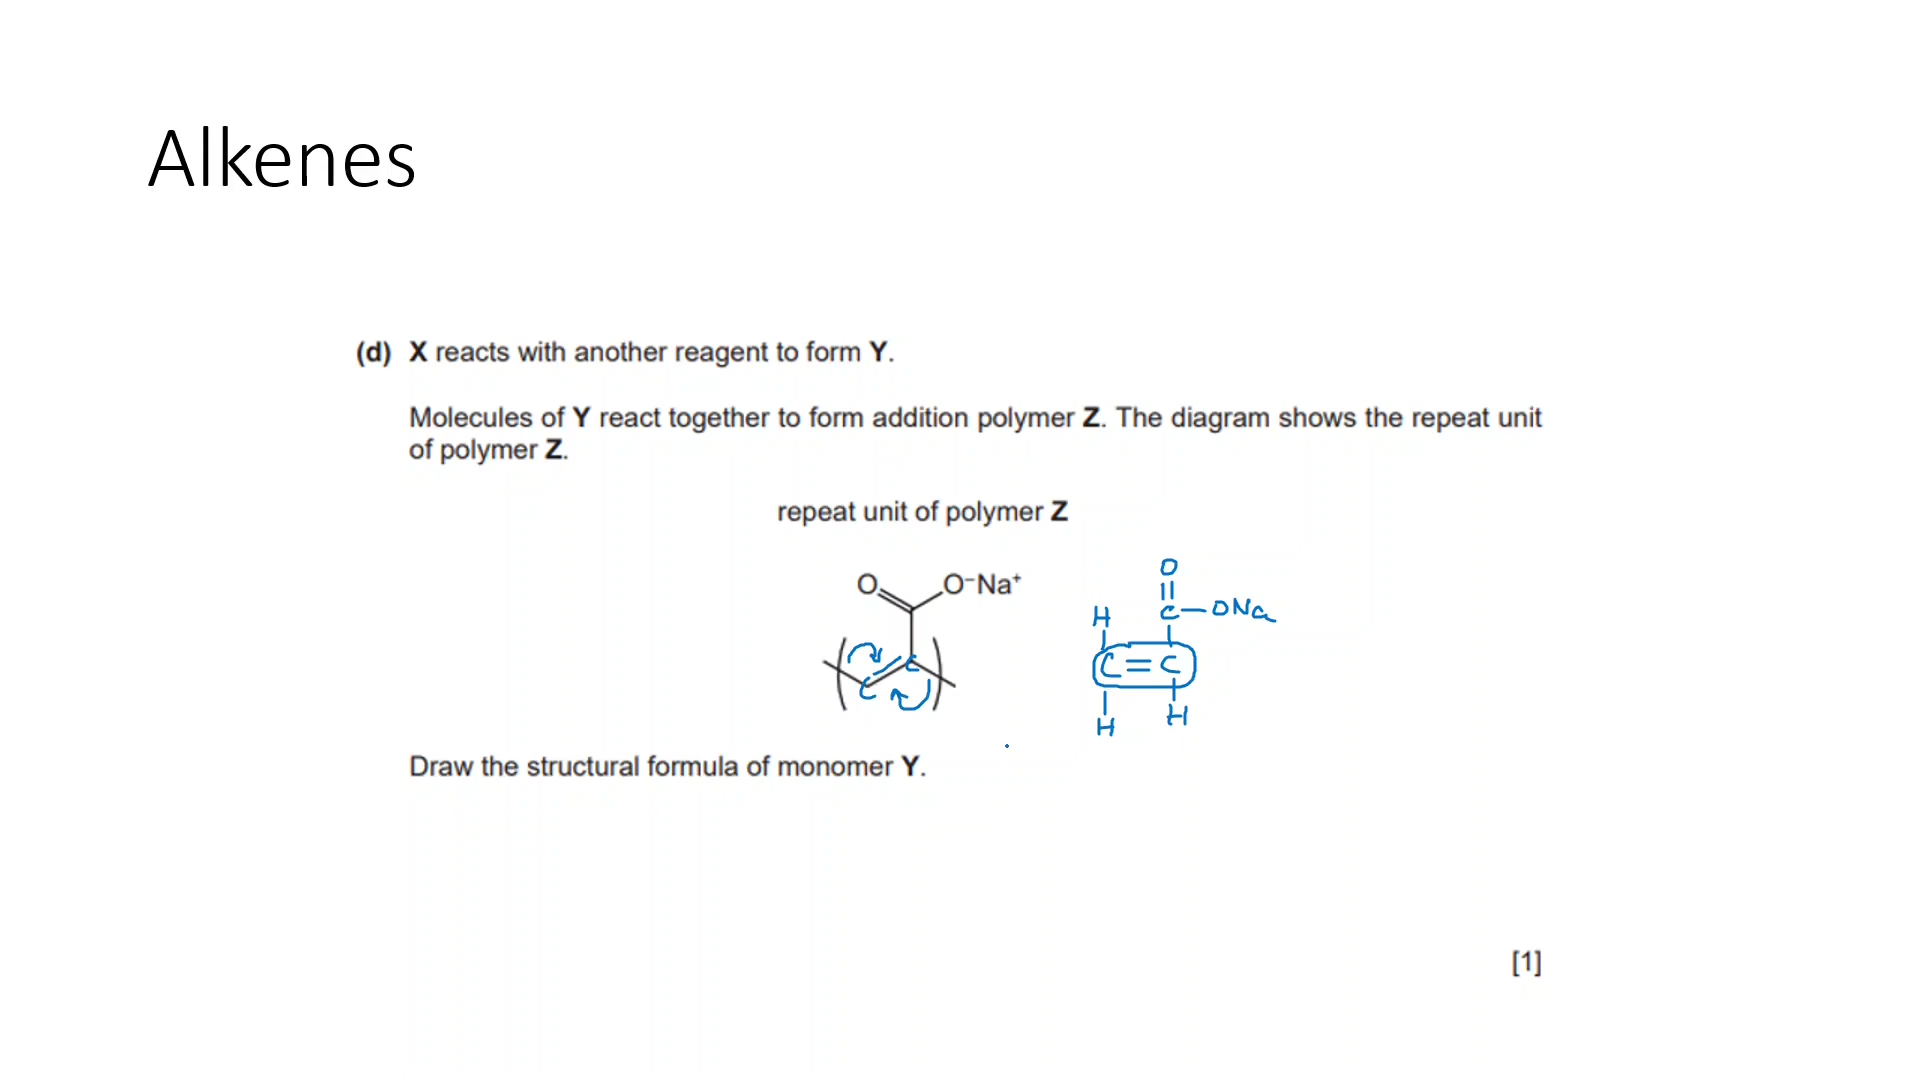 Alkenes
(d) X reacts with another reagent to form Y.
Molecules of Y react together to form addition polymer Z. The diagram shows the repeat unit
of polymer Z.
repeat unit of polymer Z
O O⁻Na⁺
C
C
O
H C—ONa
C=C
H H
Draw the structural formula of monomer Y.
[1]